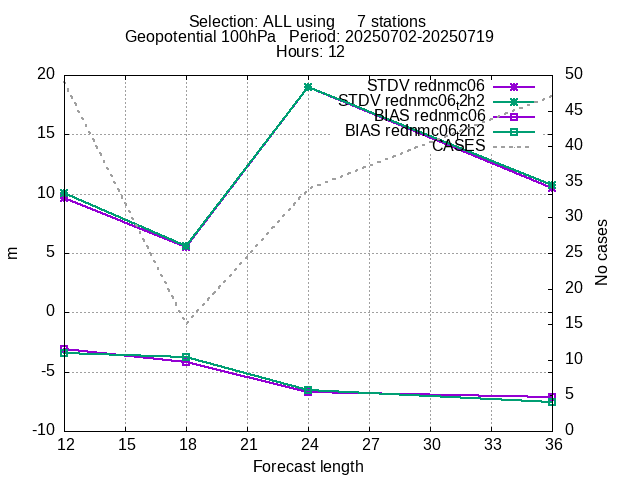 Selection: ALL using 7 stations
Geopotential 100hPa Period: 20250702-20250719
Hours: 12
STDV rednmc06
STDV rednmc06t2h2
BIAS rednmc06
BIAS rednmc06t2h2
CASES
20
15
10
5
0
-5
-10
50
45
40
35
30
25
20
15
10
5
0
m
No cases
12 15 18 21 24 27 30 33 36
Forecast length